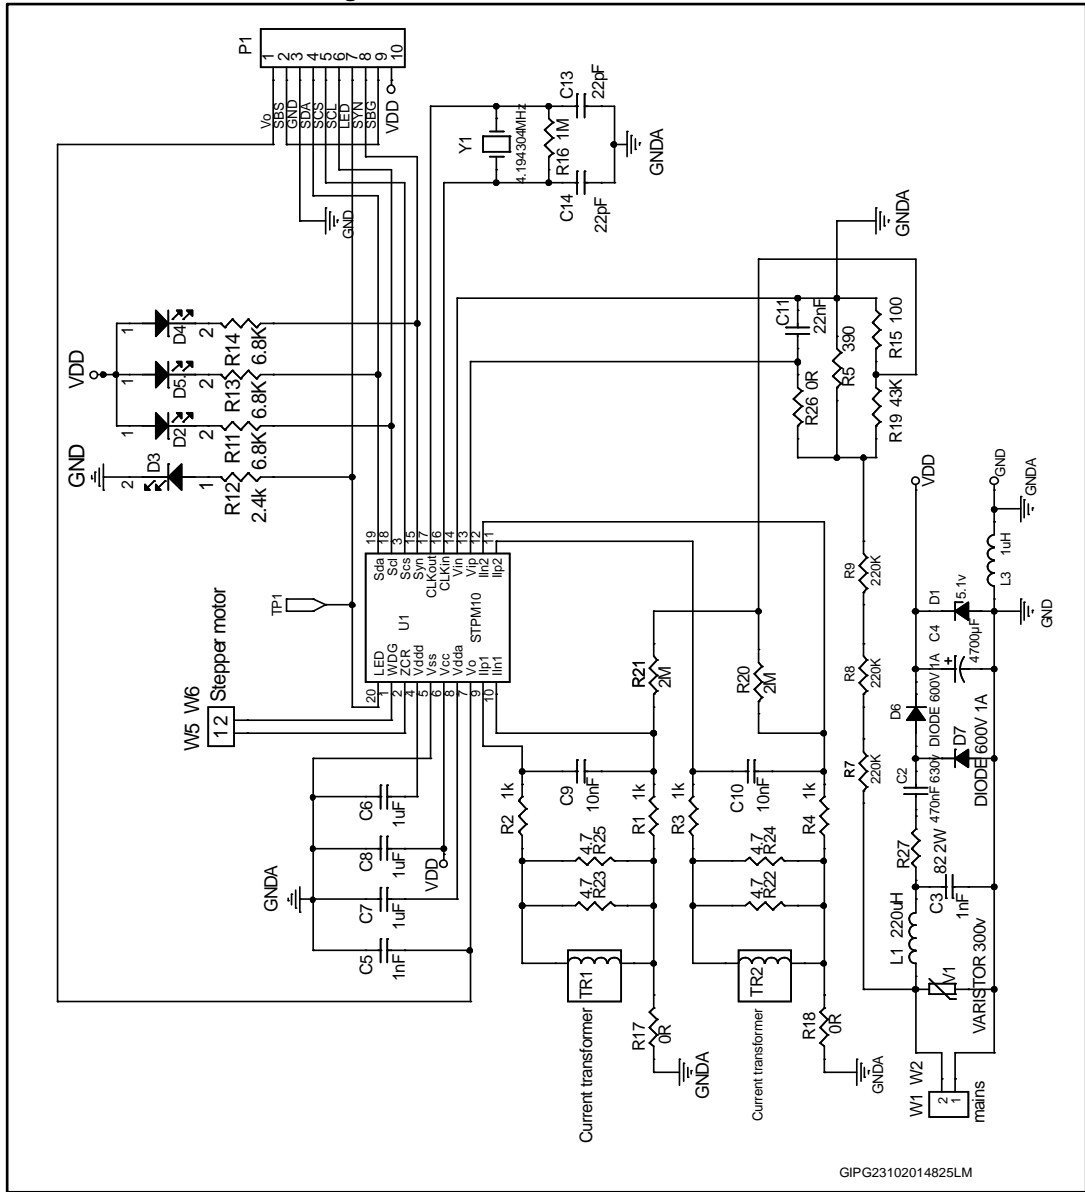 P1
1
2
3
4
5
6
7
8
9
10
Vo
SBS
GND
SDA
SCS
SCL
LED
SYN
SBG
VDD
GND
Y1
4.194304MHz
R16 1M
C13
22pF
C14
22pF
GNDA
VDD
1
D4
2
R14
6.8K
1
D5
2
R13
6.8K
1
D2
2
R11
6.8K
GND
2
D3
1
R12
2.4k
GNDA
C11
22nF
R5 390
R15 100
R26 0R
R19 43K
19
18
3
15
17
16
14
13
12
11
Sda
Scl
Scs
Syn
CLKout
CLKin
Vin
Vip
IIn2
IIp2
U1
STPM10
LED
WDG
ZCR
Vddd
Vss
Vcc
Vdda
Vo
IIp1
IIn1
20
1
2
4
5
6
8
7
9
10
TP1
W5 W6
Stepper motor
12
GNDA
C6
1uF
C8
1uF
VDD
C7
1uF
C5
1nF
R21
2M
R20
2M
R2
1k
C9
10nF
R1
1k
4.7
R25
4.7
R23
TR1
Current transformer
R17
0R
GNDA
R3
1k
C10
10nF
R4
1k
4.7
R24
4.7
R22
TR2
Current transformer
R18
0R
GNDA
R9
220K
R8
220K
R7
220K
VDD
GND
GNDA
1uH
L3
D1
5.1v
GND
C4
4700µF
+
D6
DIODE 600V 1A
D7
DIODE 600V 1A
C2
470nF 630v
R27
82 2W
C3
1nF
L1 220uH
V1
VARISTOR 300v
W1 W2
2
1
mains
GIPG23102014825LM